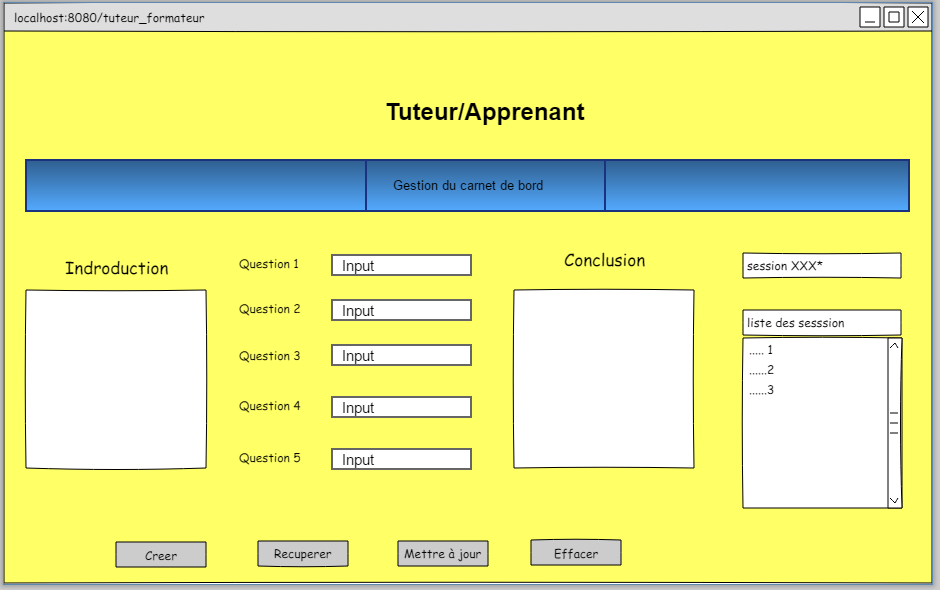 localhost:8080/tuteur_formateur
Tuteur/Apprenant
Gestion du carnet de bord
Indroduction
Question 1 Input
Question 2 Input
Question 3 Input
Question 4 Input
Question 5 Input
Conclusion
session XXX*
liste des sesssion
..... 1
......2
......3
Creer
Recuperer
Mettre à jour
Effacer